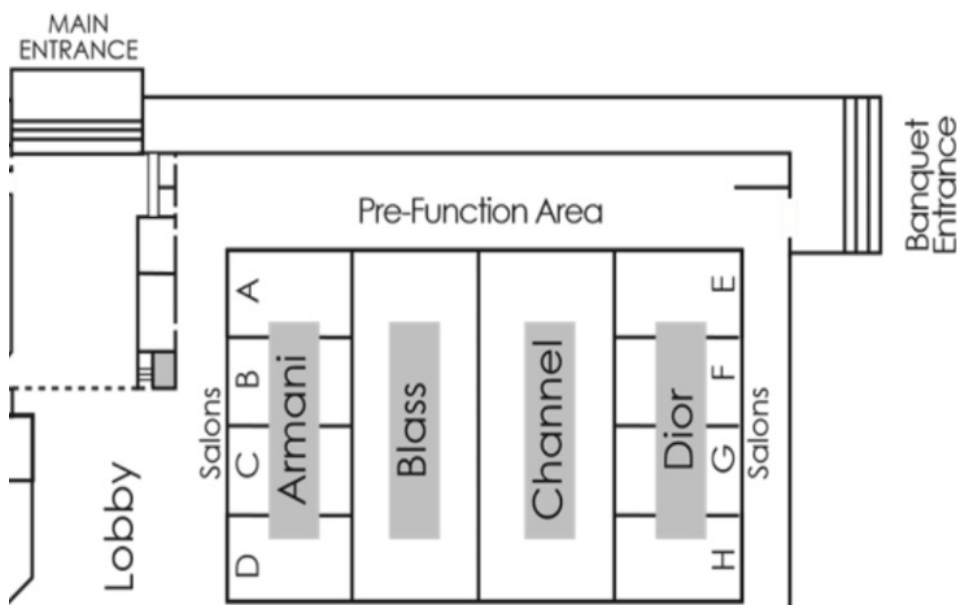 MAIN
ENTRANCE
Banquet
Entrance
Pre-Function Area
A
B
C
D
Salons
Armani
Blass
Channel
Dior
E
F
G
H
Salons
Lobby